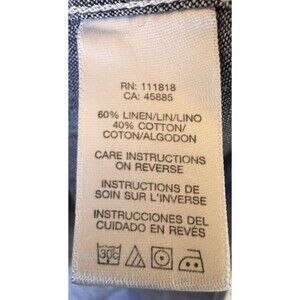 RN: 111818
CA: 45885
60% LINEN/LIN/LINO
40% COTTON/
COTON/ALGODON
CARE INSTRUCTIONS
ON REVERSE
INSTRUCTIONS DE
SOIN SUR L'INVERSE
INSTRUCCIONES DEL
CUIDADO EN REVÉS
30C